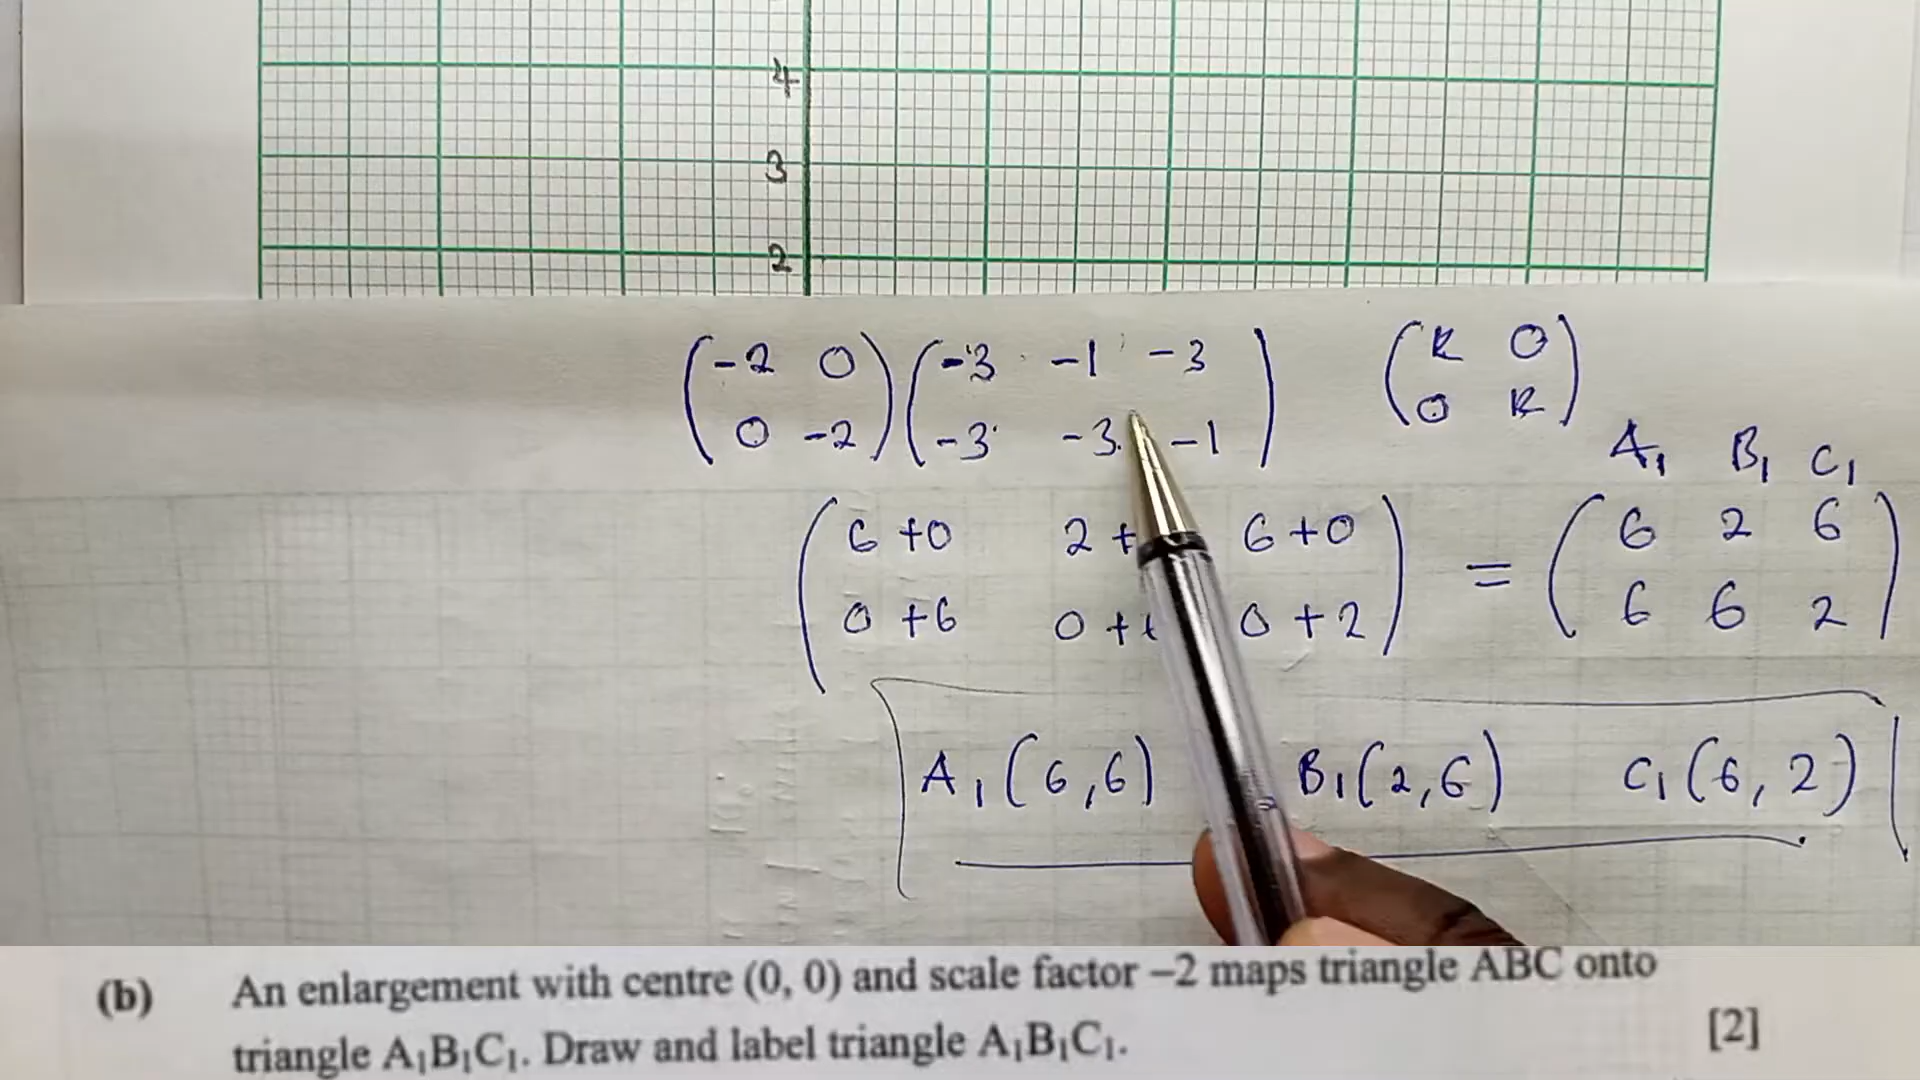 4
3
2
(-2 0) (-3 -1 -3) (k 0)
(0 -2) (-3 -3 -1) (0 k)
A₁ B₁ C₁
(6+0 2+ 6+0) = (6 2 6)
(0+6 0+ 0+2) (6 6 2)
A₁(6,6) B₁(2,6) C₁(6,2)
(b) An enlargement with centre (0, 0) and scale factor –2 maps triangle ABC onto
triangle A₁B₁C₁. Draw and label triangle A₁B₁C₁. [2]